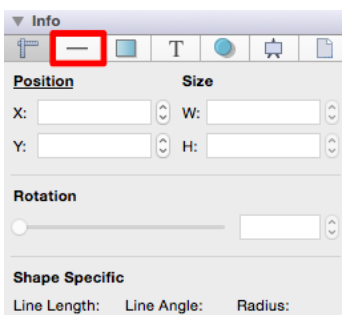 Info
T
Position Size
X: W:
Y: H:
Rotation
Shape Specific
Line Length: Line Angle: Radius: